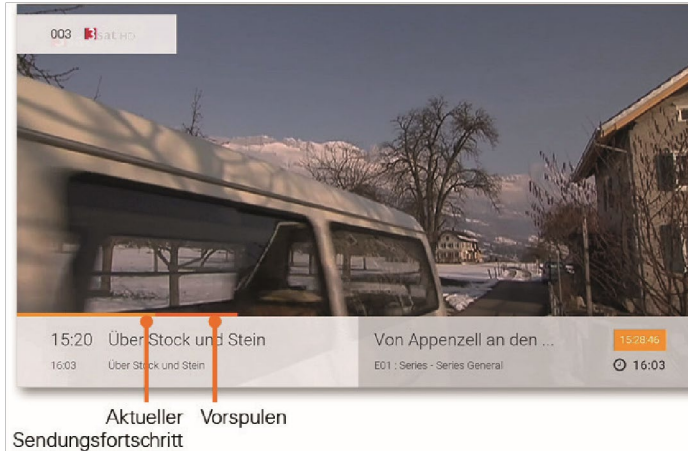 003 3sat HD
15:20 Über Stock und Stein
Von Appenzell an den ...
15:28:46
16:03 Über Stock und Stein
E01 : Series - Series General
16:03
Aktueller Vorspulen
Sendungsfortschritt